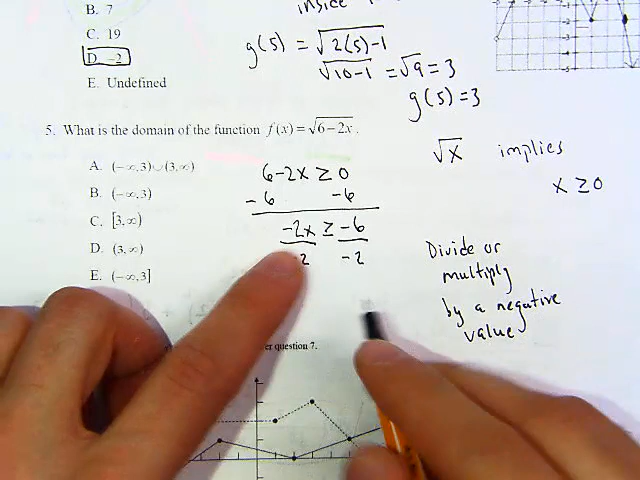 B. 7
inside
C. 19
g(5) = √2(5)-1
D. -2
√10-1 = √9 = 3
E. Undefined
g(5) = 3
5. What is the domain of the function f(x) = √6-2x.
√x implies
x ≥ 0
A. (-∞,3)∪(3,∞)
6-2x ≥ 0
B. (-∞,3)
-6 -6
C. [3,∞)
-2x ≥ -6
D. (3,∞)
-2 -2
E. (-∞,3]
Divide or
multiply
by a negative
value
question 7.